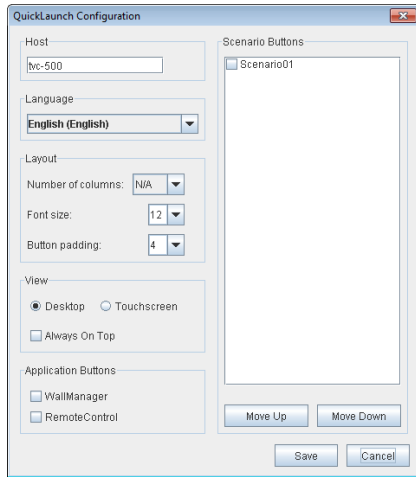 QuickLaunch Configuration
Host
tvc-500
Language
English (English)
Layout
Number of columns: N/A
Font size: 12
Button padding: 4
View
Desktop Touchscreen
Always On Top
Application Buttons
WallManager
RemoteControl
Scenario Buttons
Scenario01
Move Up Move Down
Save Cancel